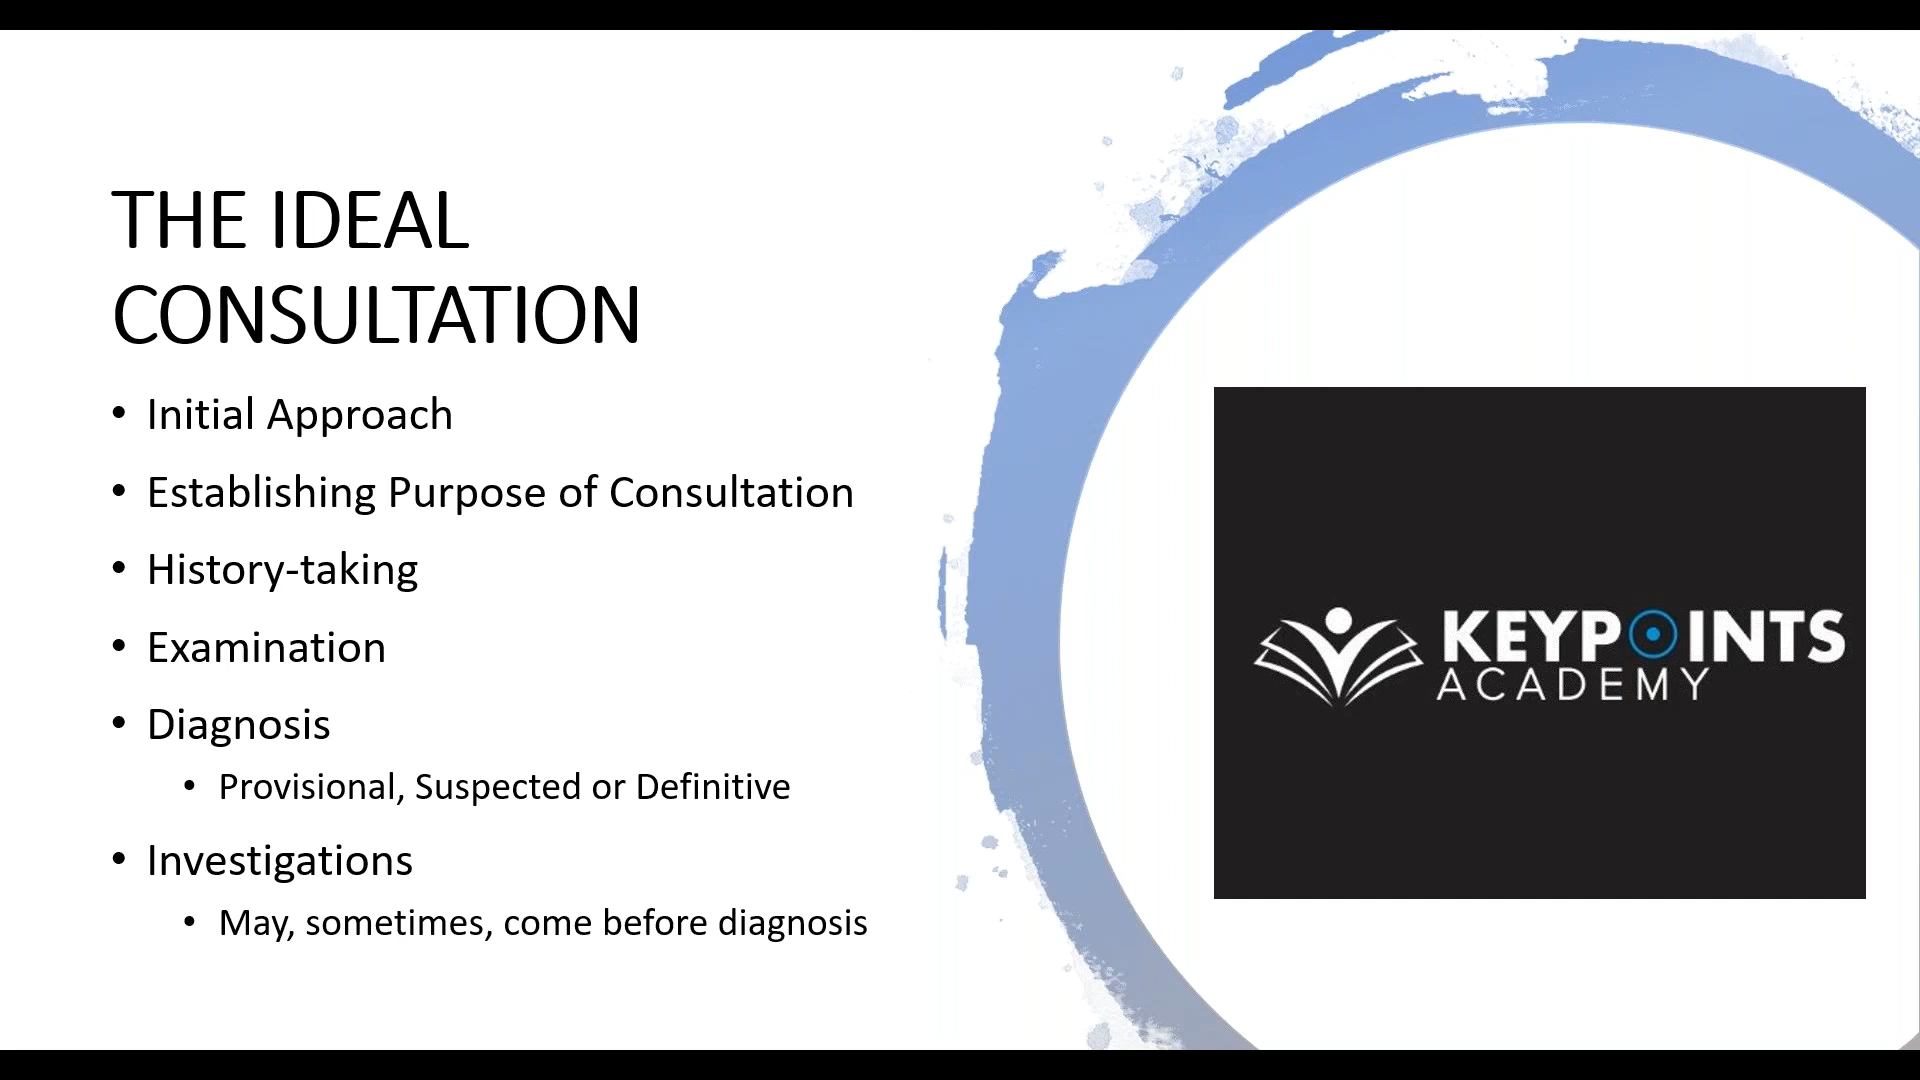 THE IDEAL
CONSULTATION
• Initial Approach
• Establishing Purpose of Consultation
• History-taking
• Examination
• Diagnosis
• Provisional, Suspected or Definitive
• Investigations
• May, sometimes, come before diagnosis
KEYPOINTS
ACADEMY